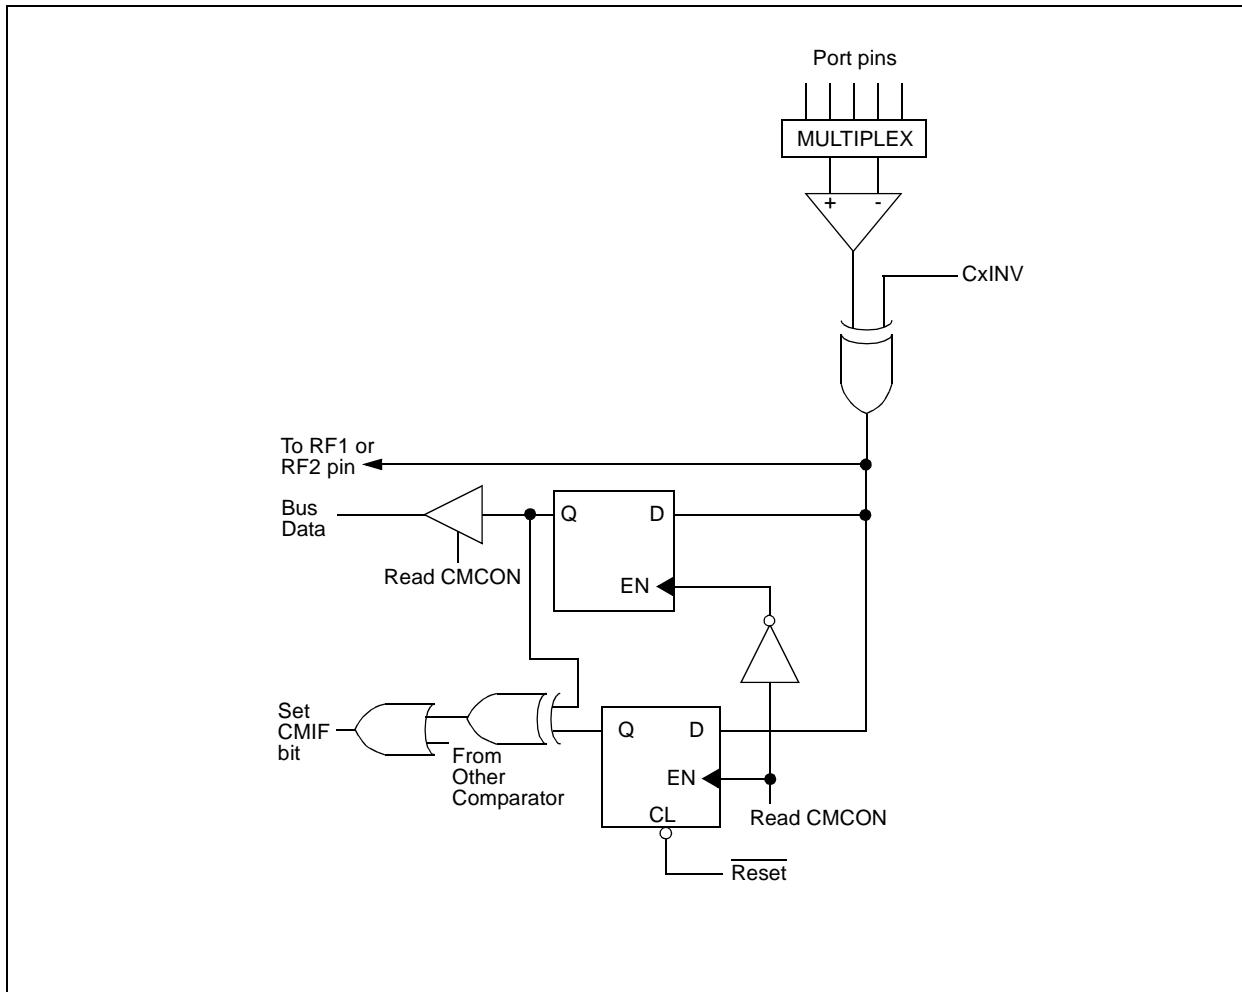 Port pins
MULTIPLEX
+ -
CxINV
To RF1 or
RF2 pin
Bus
Data
Q D
EN
Read CMCON
Set
CMIF
bit
From
Other
Comparator
Q D
EN
CL
Read CMCON
Reset